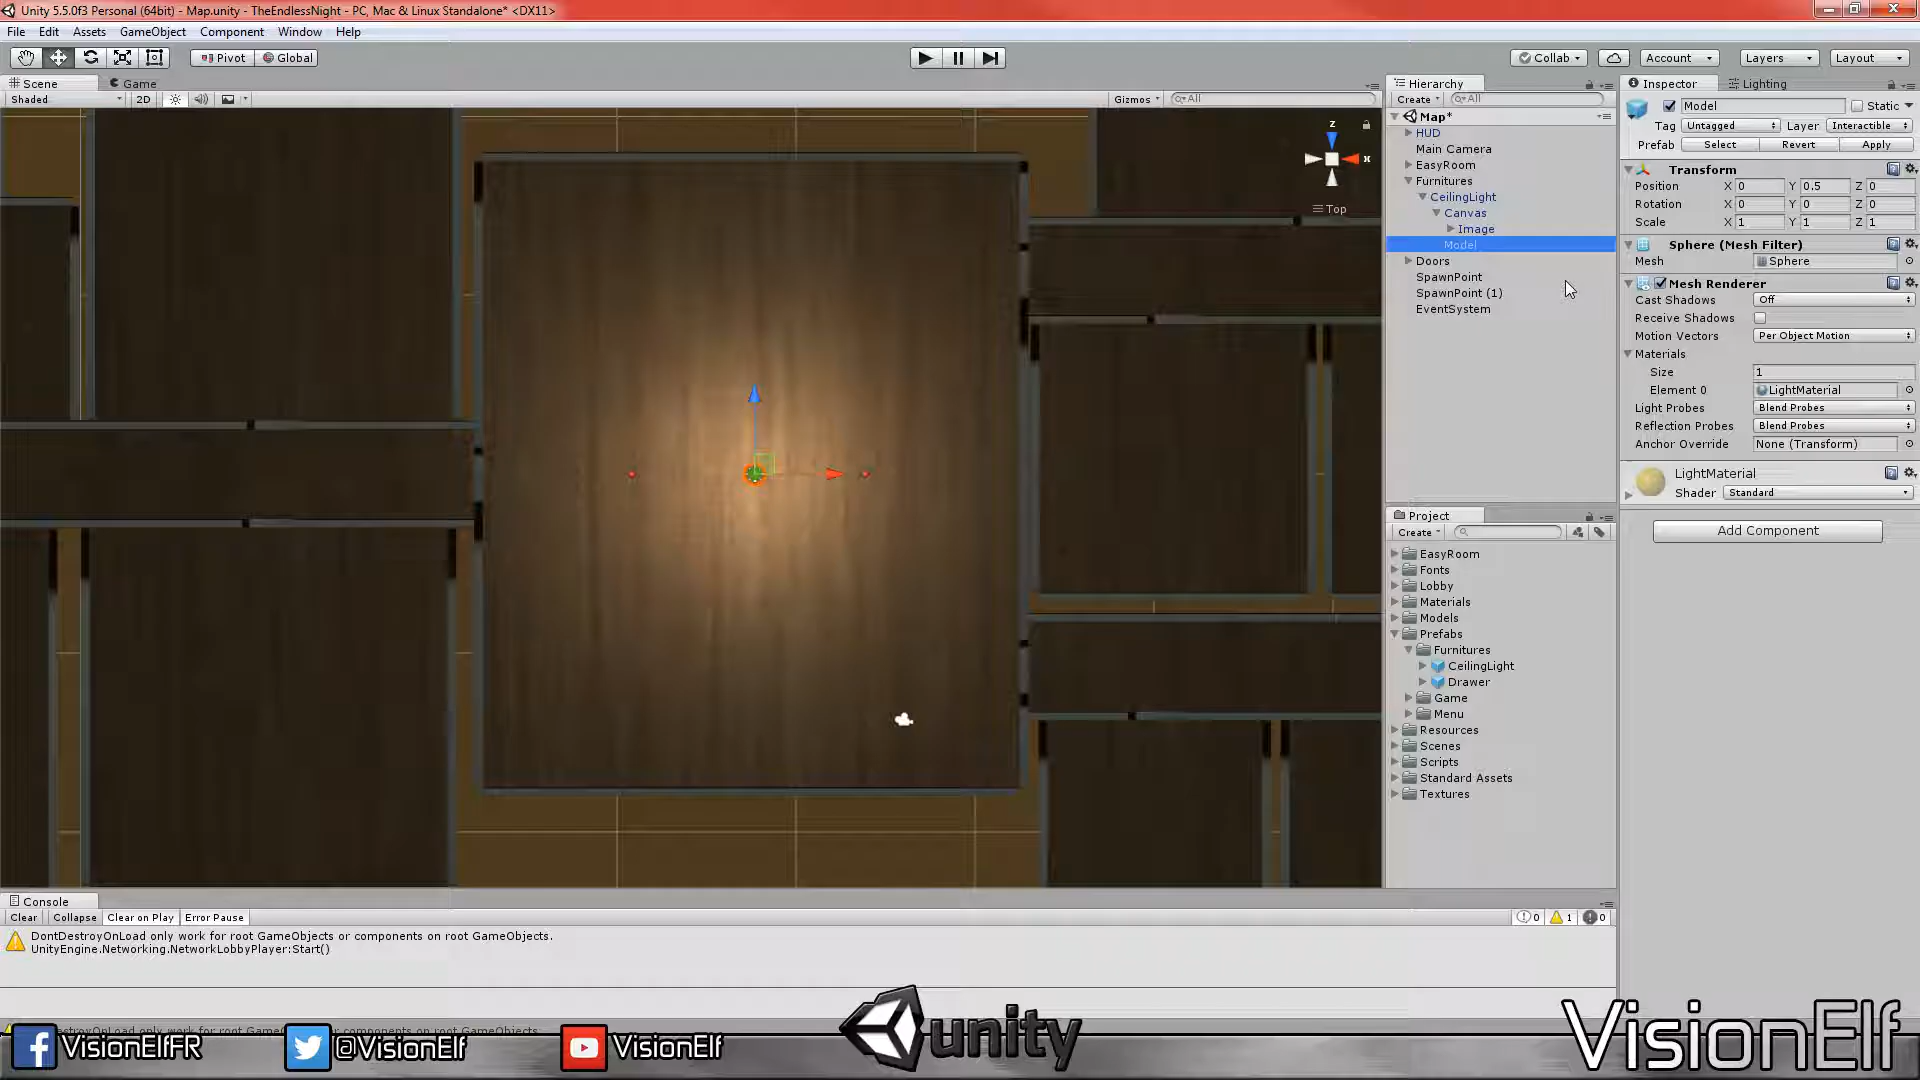 Unity 5.5.0f3 Personal (64bit) - Map.unity - TheEndlessNight - PC, Mac & Linux Standalone* <DX11>
File Edit Assets GameObject Component Window Help
Pivot Global Collab Account Layers Layout
Scene Game
Shaded 2D Gizmos All
z
x
Top
Hierarchy
Create All
Map*
HUD
Main Camera
EasyRoom
Furnitures
CeilingLight
Canvas
Image
Model
Doors
SpawnPoint
SpawnPoint (1)
EventSystem
Project
Create
EasyRoom
Fonts
Lobby
Materials
Models
Prefabs
Furnitures
CeilingLight
Drawer
Game
Menu
Resources
Scenes
Scripts
Standard Assets
Textures
Inspector Lighting
Model Static
Tag Untagged Layer Interactible
Prefab Select Revert Apply
Transform
Position X 0 Y 0.5 Z 0
Rotation X 0 Y 0 Z 0
Scale X 1 Y 1 Z 1
Sphere (Mesh Filter)
Mesh Sphere
Mesh Renderer
Cast Shadows Off
Receive Shadows
Motion Vectors Per Object Motion
Materials
Size 1
Element 0 LightMaterial
Light Probes Blend Probes
Reflection Probes Blend Probes
Anchor Override None (Transform)
LightMaterial
Shader Standard
Add Component
Console
Clear Collapse Clear on Play Error Pause 0 1 0
DontDestroyOnLoad only work for root GameObjects or components on root GameObjects.
UnityEngine.Networking.NetworkLobbyPlayer:Start()
VisionElfFR @VisionElf VisionElf unity VisionElf